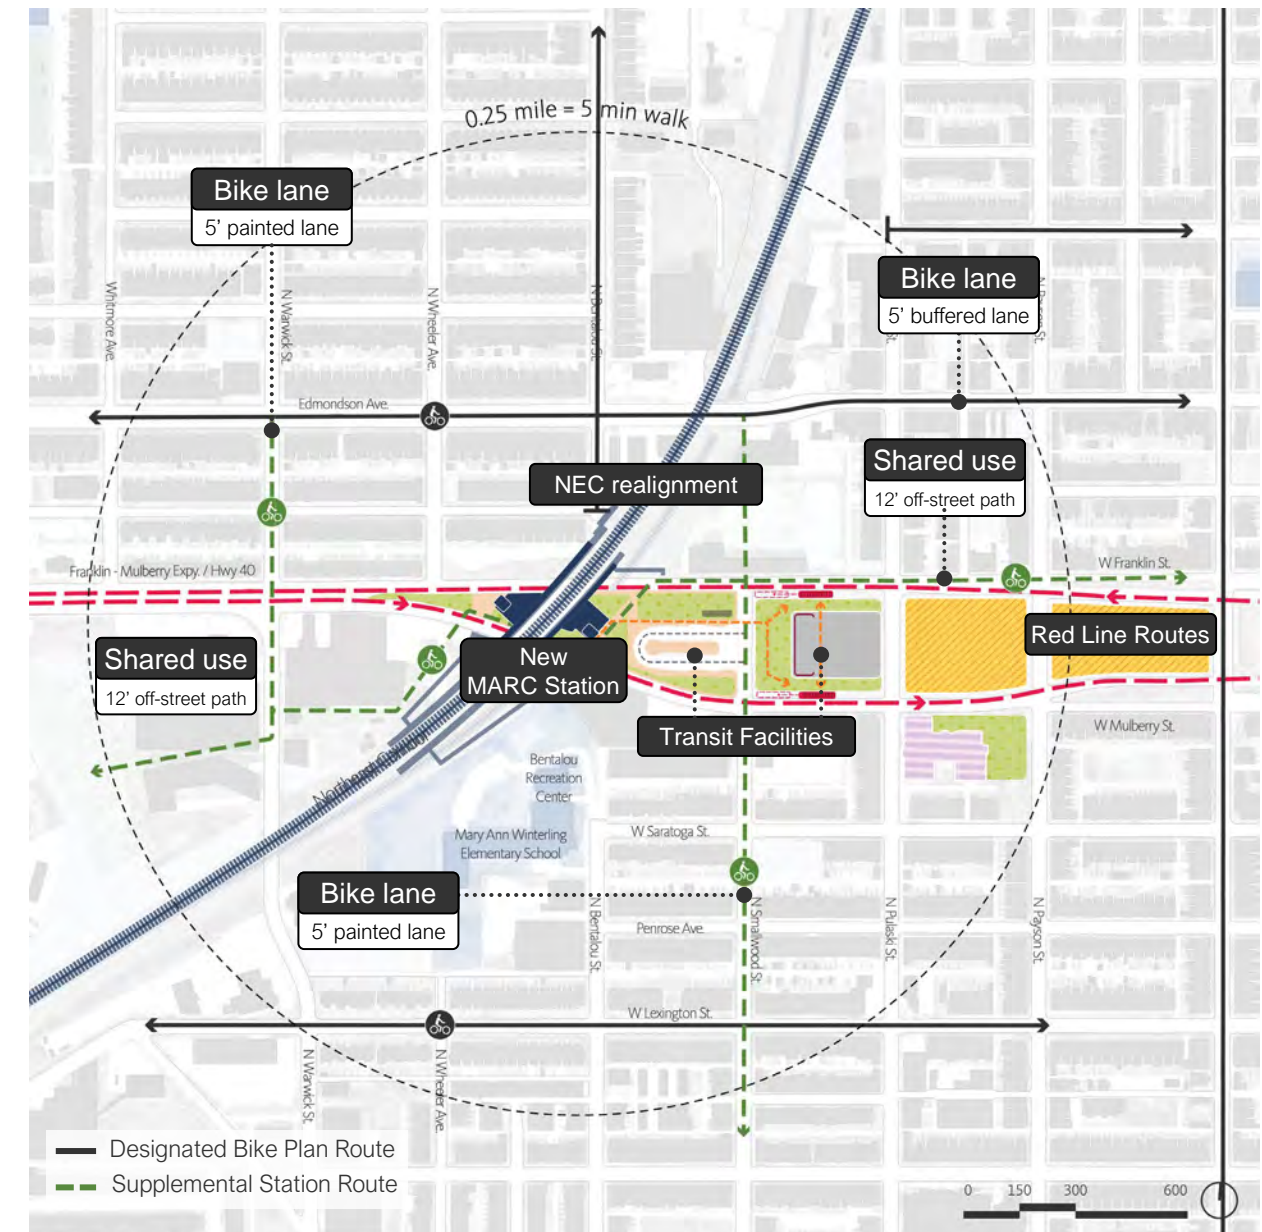 0.25 mile = 5 min walk
Bike lane
5’ painted lane
Bike lane
5’ buffered lane
Whitmore Ave.
N Warwick St.
N Wheeler Ave.
N Bentalou St.
St.
Edmondson Ave.
Shared use
12’ off-street path
NEC realignment
Franklin - Mulberry Expy. / Hwy 40
W Franklin St.
Red Line Routes
Shared use
12’ off-street path
New
MARC Station
Transit Facilities
W Mulberry St.
Bentalou
Recreation
Center
Mary Ann Winterling
Elementary School
W Saratoga St.
Bike lane
5’ painted lane
Penrose Ave.
N Bentalou St.
N Smallwood St.
N Pulaski St.
N Payson St.
W Lexington St.
N Warwick St.
N Wheeler Ave.
Designated Bike Plan Route
Supplemental Station Route
0 150 300 600